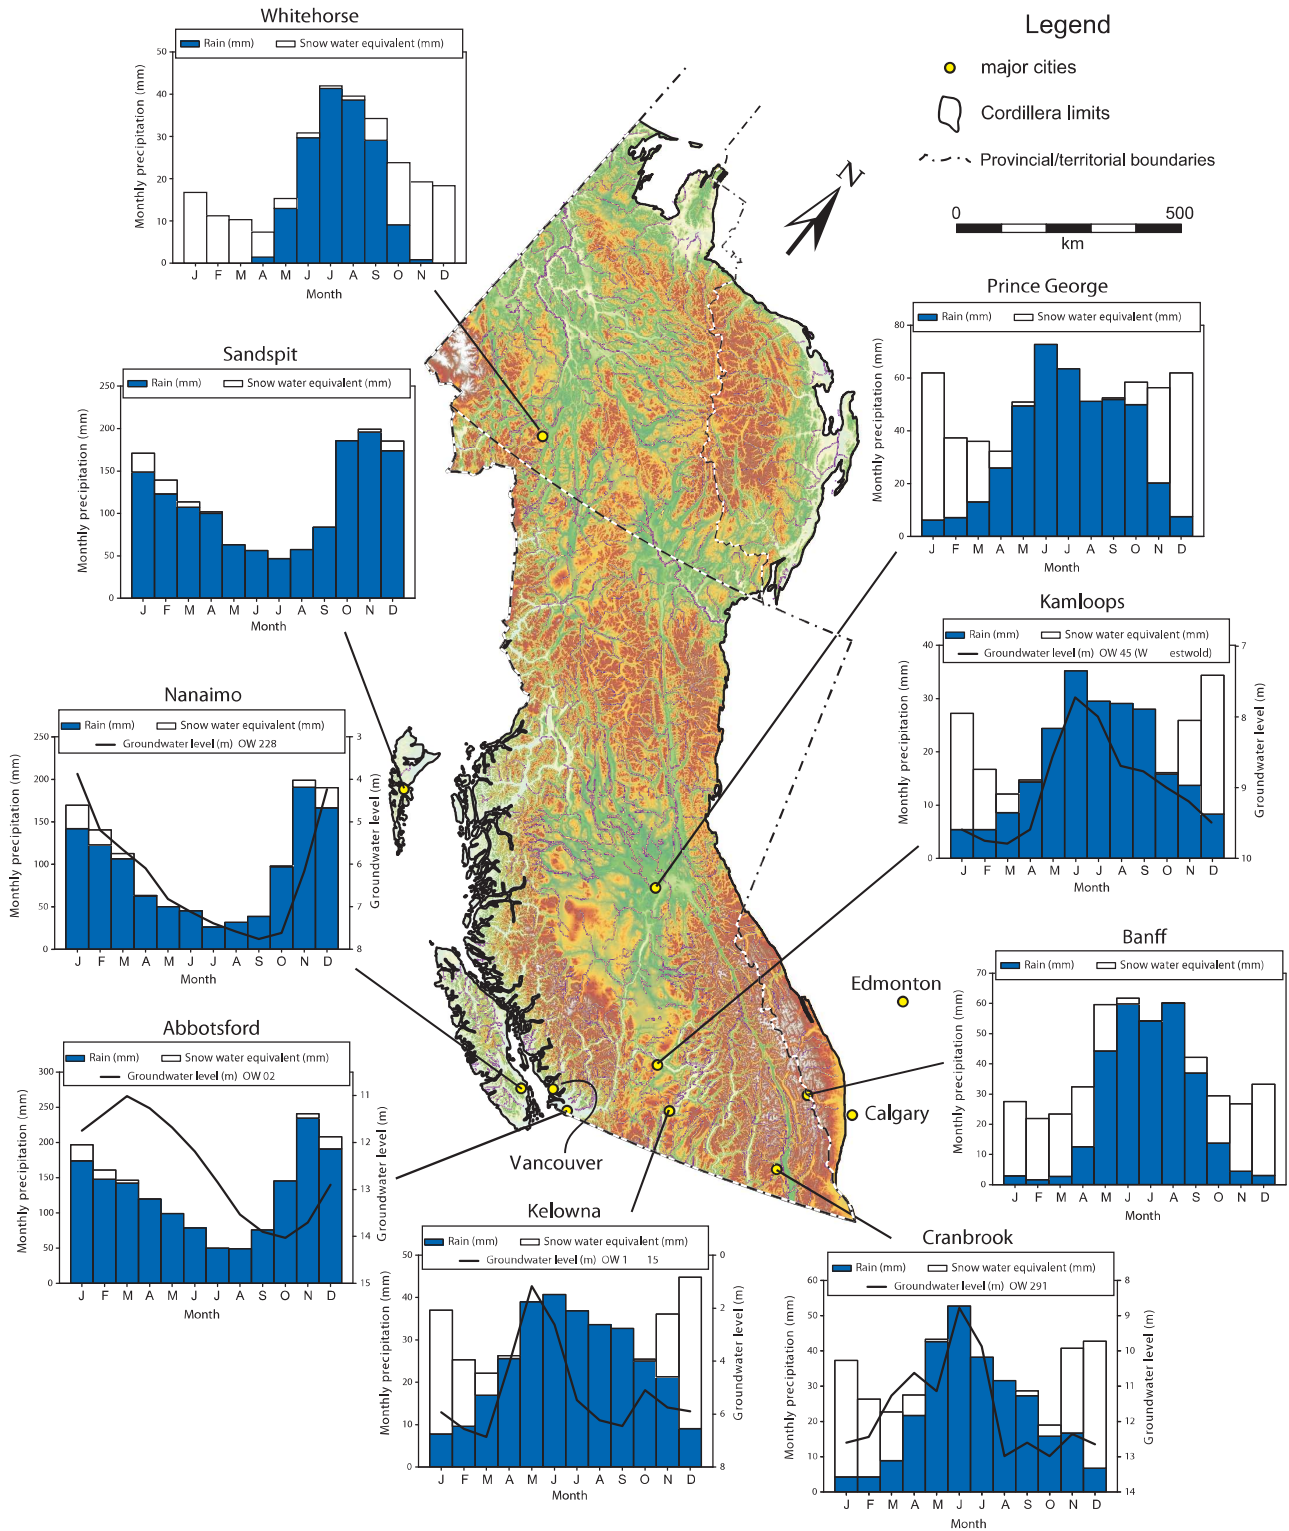 Whitehorse
Rain (mm) Snow water equivalent (mm)
50
40
30
20
10
0
Monthly precipitation (mm)
J F M A M J J A S O N D
Month
Legend
major cities
Cordillera limits
Provincial/territorial boundaries
N
0 500
km
Sandspit
Rain (mm) Snow water equivalent (mm)
250
200
150
100
50
0
Monthly precipitation (mm)
J F M A M J J A S O N D
Month
Prince George
Rain (mm) Snow water equivalent (mm)
80
60
40
20
0
Monthly precipitation (mm)
J F M A M J J A S O N D
Month
Kamloops
Rain (mm) Snow water equivalent (mm)
Groundwater level (m) OW 45 (W estwold)
40
30
20
10
0
Monthly precipitation (mm)
7
8
9
10
Groundwater level (m)
J F M A M J J A S O N D
Month
Nanaimo
Rain (mm) Snow water equivalent (mm)
Groundwater level (m) OW 228
250
200
150
100
50
0
Monthly precipitation (mm)
3
4
5
6
7
8
Groundwater level (m)
J F M A M J J A S O N D
Month
Banff
Rain (mm) Snow water equivalent (mm)
70
60
50
40
30
20
10
0
Monthly precipitation (mm)
J F M A M J J A S O N D
Month
Edmonton
Calgary
Vancouver
Abbotsford
Rain (mm) Snow water equivalent (mm)
Groundwater level (m) OW 02
300
250
200
150
100
50
0
Monthly precipitation (mm)
11
12
13
14
15
Groundwater level (m)
J F M A M J J A S O N D
Month
Kelowna
Rain (mm) Snow water equivalent (mm)
Groundwater level (m) OW 1 15
50
40
30
20
10
0
Monthly precipitation (mm)
0
2
4
6
8
Groundwater level (m)
J F M A M J J A S O N D
Month
Cranbrook
Rain (mm) Snow water equivalent (mm)
Groundwater level (m) OW 291
60
50
40
30
20
10
0
Monthly precipitation (mm)
8
9
10
11
12
13
14
Groundwater level (m)
J F M A M J J A S O N D
Month